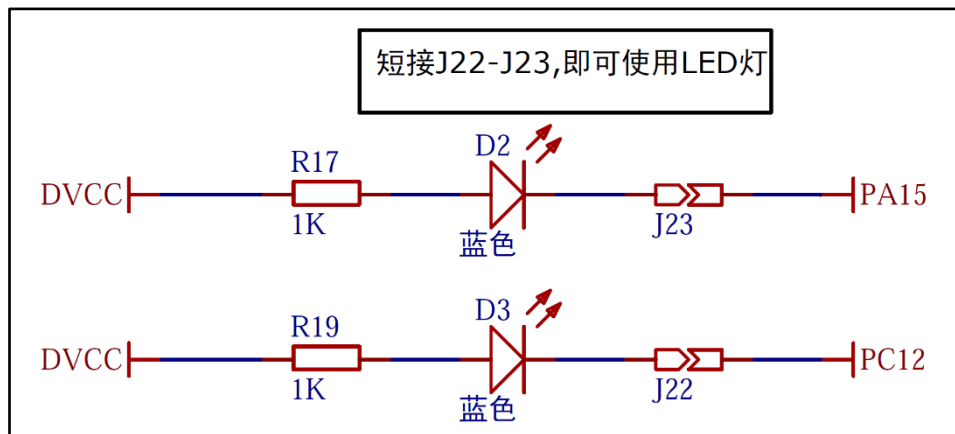 短接J22-J23,即可使用LED灯
D2
R17
DVCC
PA15
1K
J23
蓝色
D3
R19
DVCC
PC12
1K
J22
蓝色